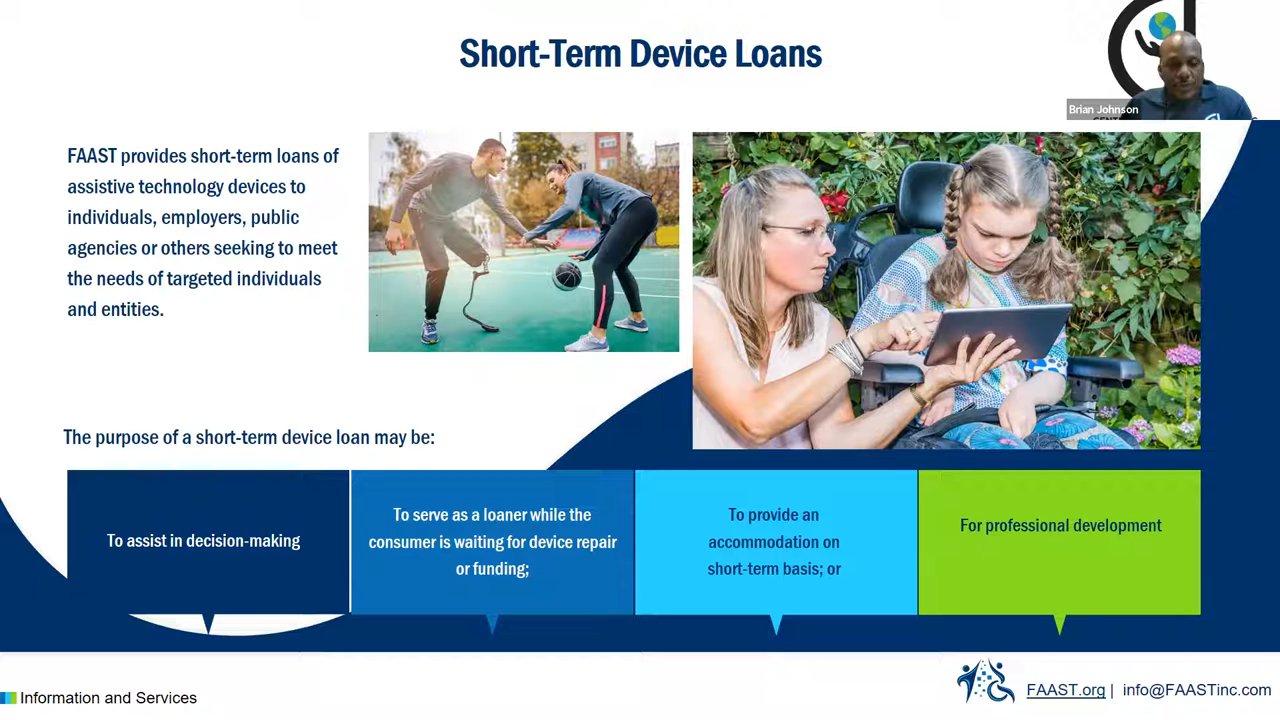 Short-Term Device Loans
Brian Johnson
FAAST provides short-term loans of
assistive technology devices to
individuals, employers, public
agencies or others seeking to meet
the needs of targeted individuals
and entities.
The purpose of a short-term device loan may be:
To assist in decision-making
To serve as a loaner while the
consumer is waiting for device repair
or funding;
To provide an
accommodation on
short-term basis; or
For professional development
Information and Services
FAAST.org | info@FAASTinc.com